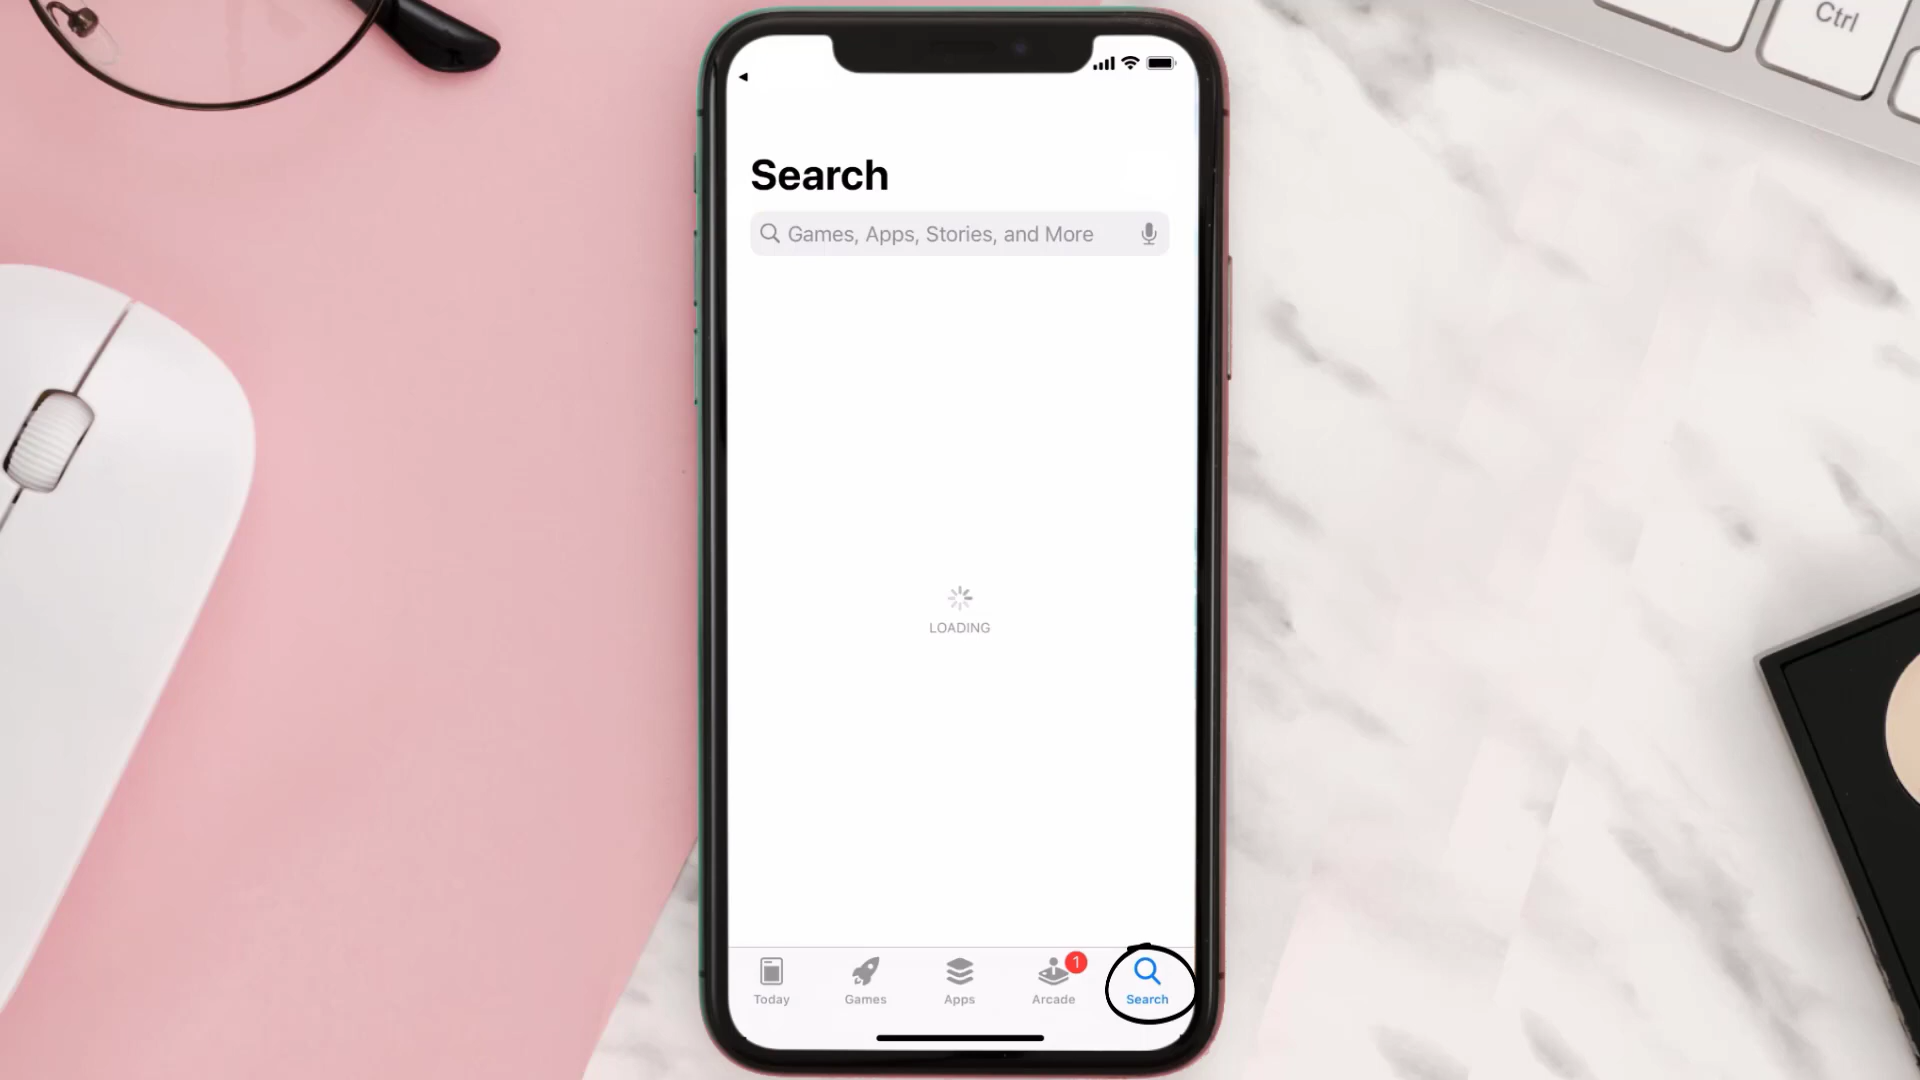 Ctrl
Search
Games, Apps, Stories, and More
LOADING
1
Today
Games
Apps
Arcade
Search